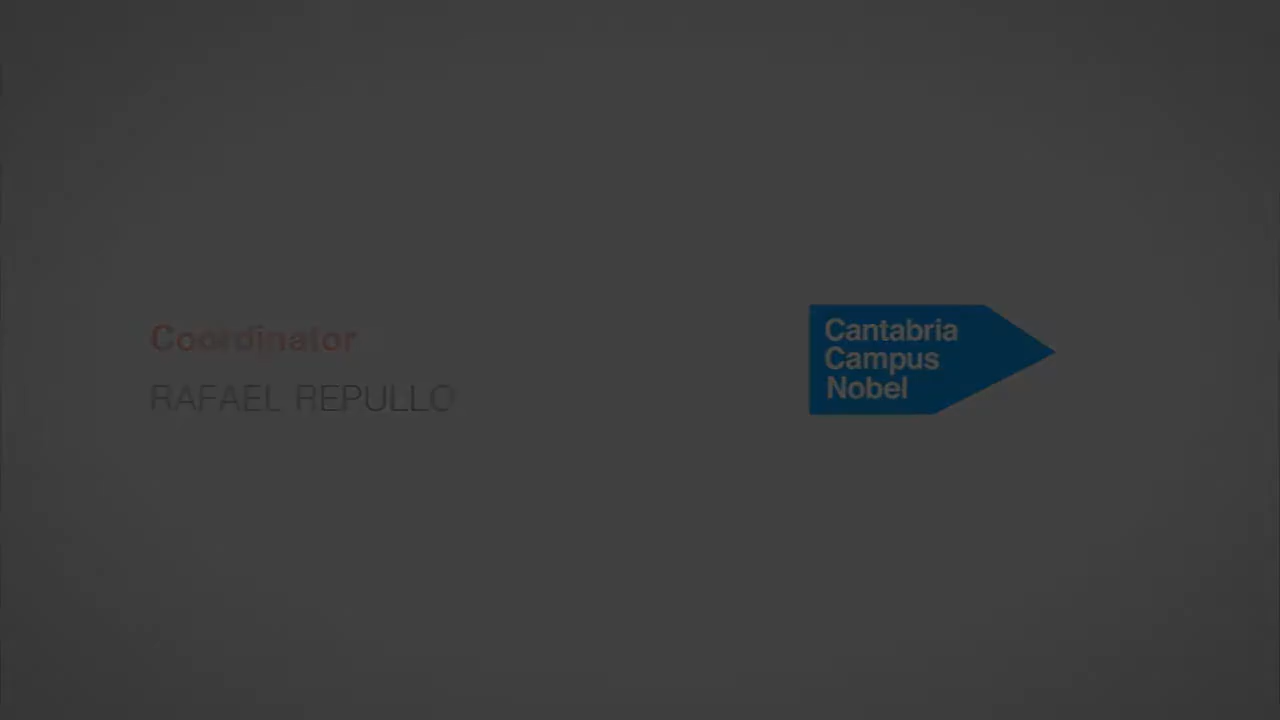 Coordinator
RAFAEL REPULLO
Cantabria
Campus
Nobel